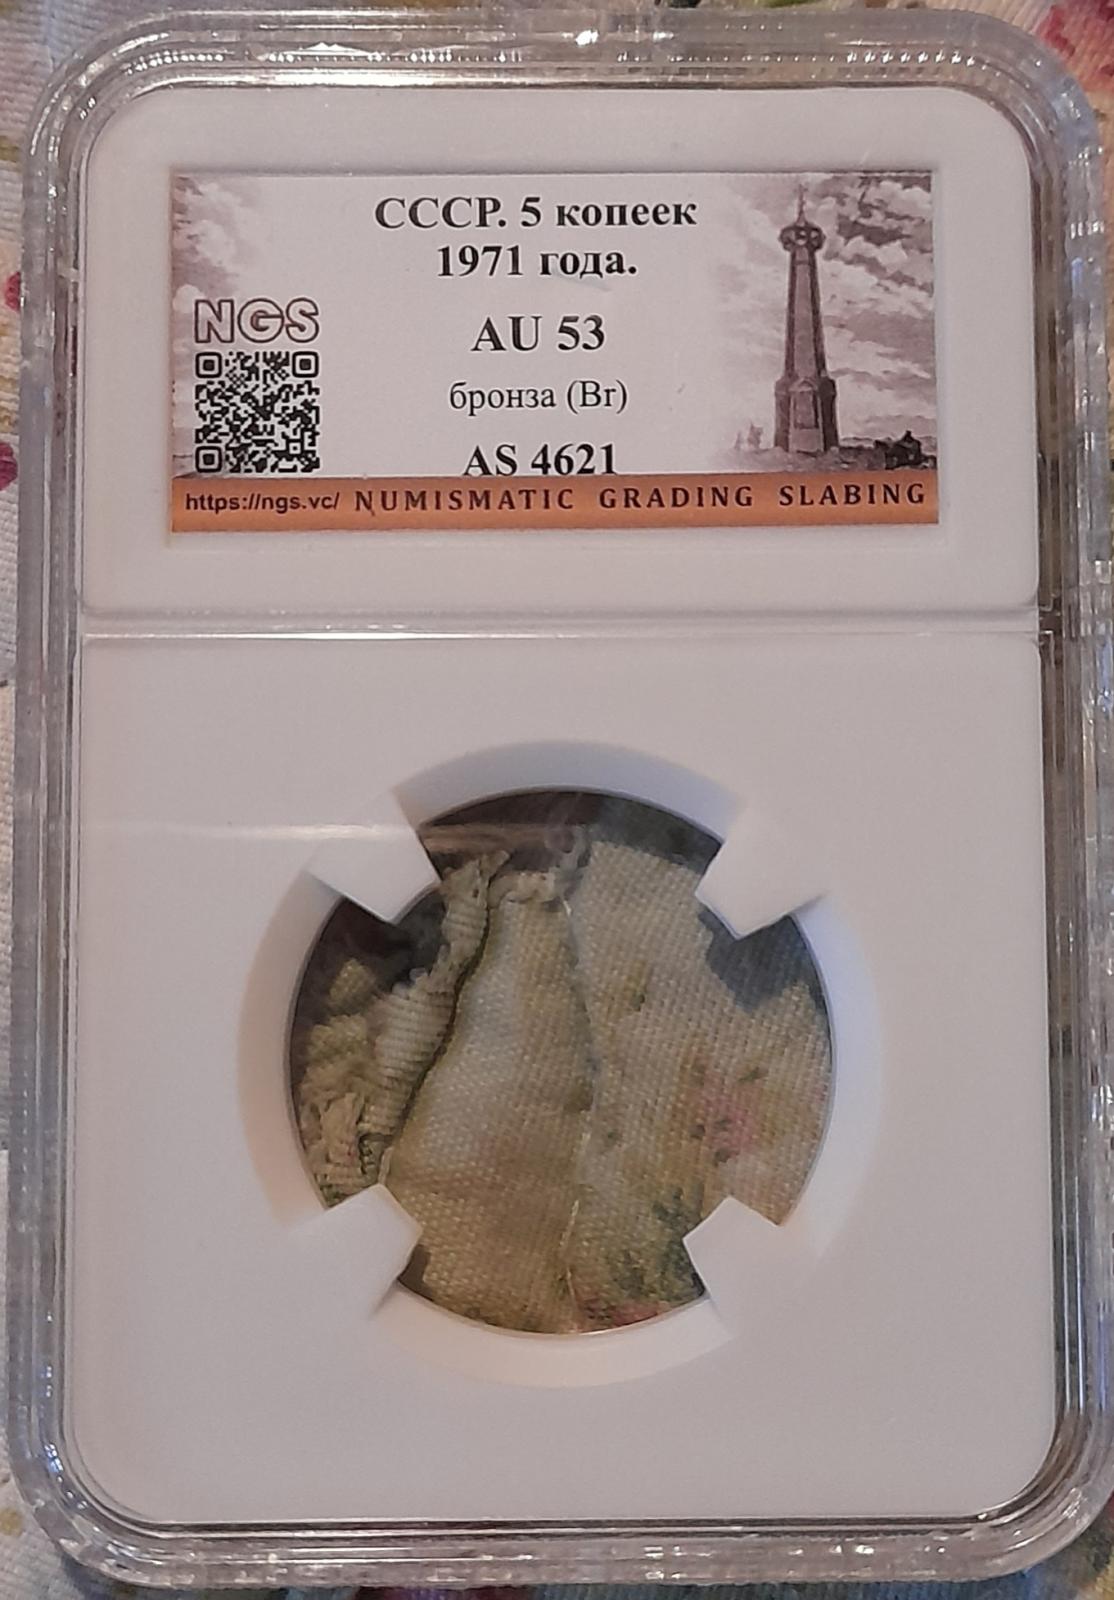 СССР. 5 копеек
1971 года.
NGS
AU 53
бронза (Br)
AS 4621
https://ngs.vc/ NUMISMATIC GRADING SLABING